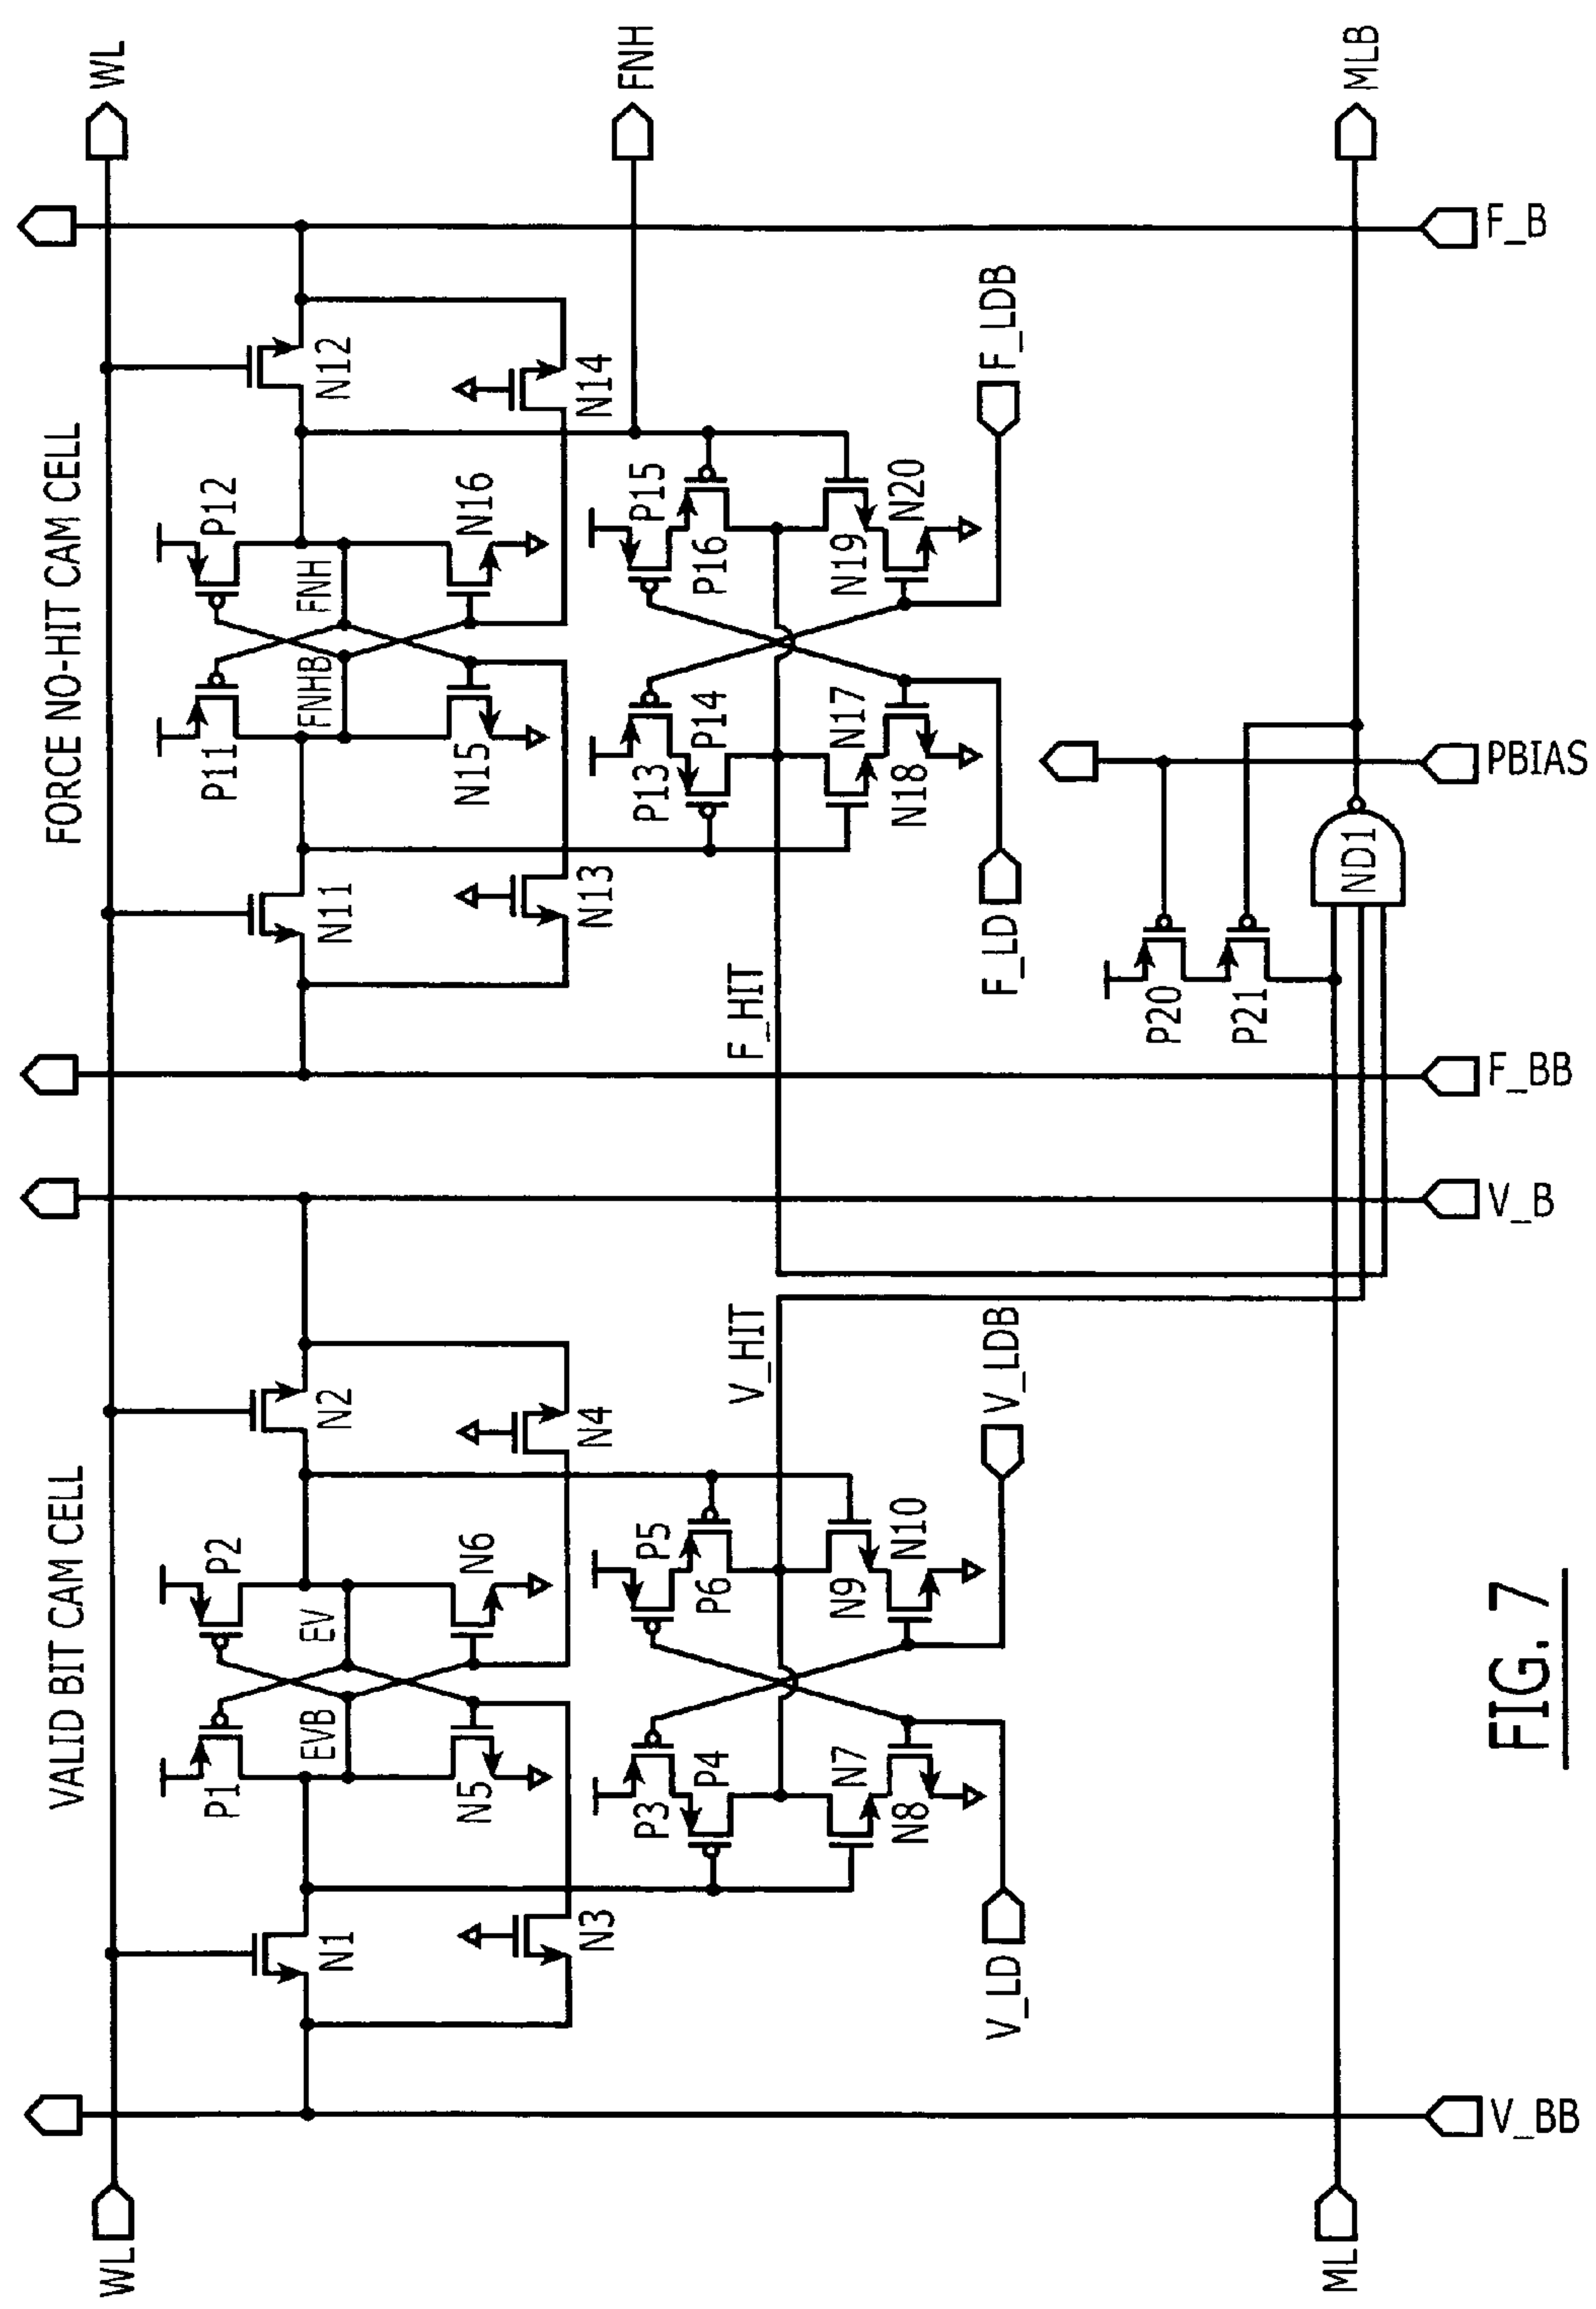 VALID BIT CAM CELL
FORCE NO-HIT CAM CELL
WL
WL
P1
P2
P11
P12
N1
EVB
EV
N2
N11
FNHB
FNH
N12
N5
N6
N15
N16
N3
N4
N13
N14
FNH
P3
P4
P5
P6
V_HIT
F_HIT
P13
P14
P15
P16
N7
N8
N9
N10
N17
N18
N19
N20
V_LD
V_LDB
F_LD
F_LDB
P20
P21
ND1
ML
MLB
V_BB
V_B
F_BB
PBIAS
F_B
FIG. 7